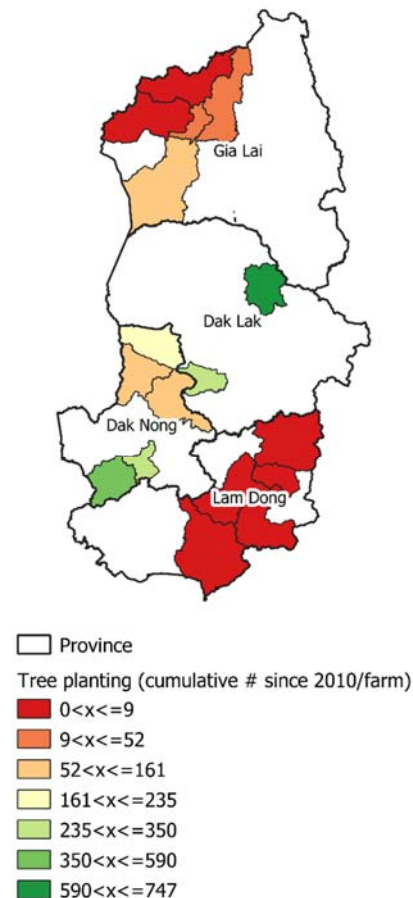 Gia Lai
Dak Lak
Dak Nong
Lam Dong
Province
Tree planting (cumulative # since 2010/farm)
0<x<=9
9<x<=52
52<x<=161
161<x<=235
235<x<=350
350<x<=590
590<x<=747